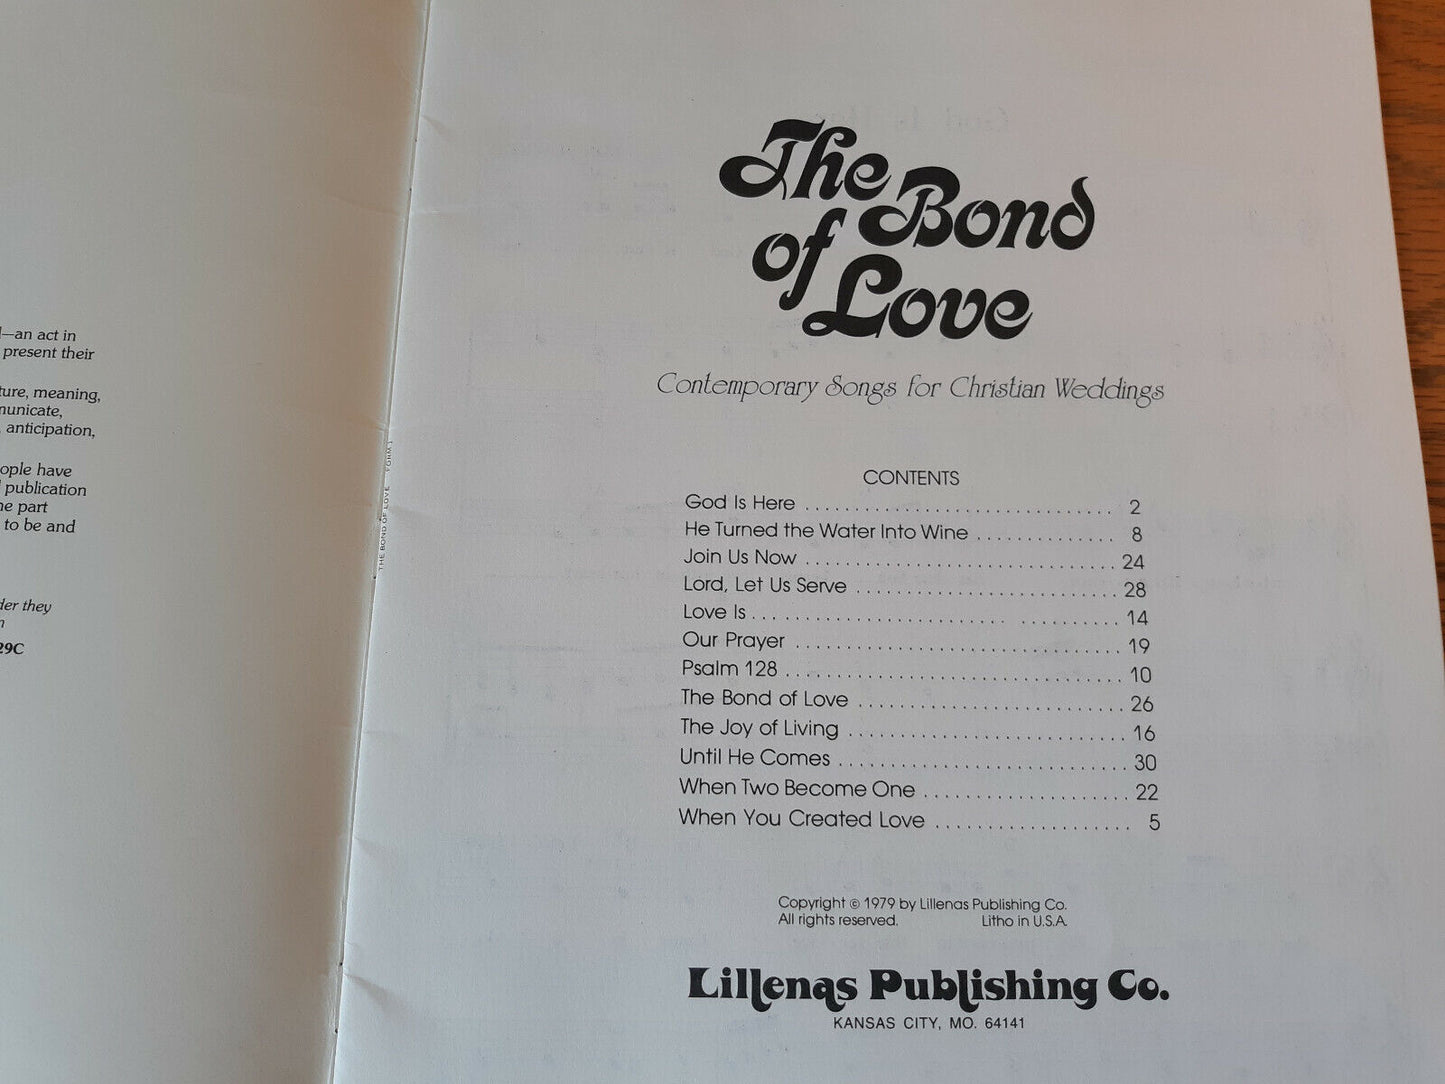 —an act in
present their
ture, meaning,
municate,
anticipation,
ople have
publication
he part
to be and
der they
29C
THE BOND OF LOVE FORM 1
The Bond
of Love
Contemporary Songs for Christian Weddings
CONTENTS
God Is Here ............................... 2
He Turned the Water Into Wine .............. 8
Join Us Now ............................... 24
Lord, Let Us Serve .......................... 28
Love Is .................................. 14
Our Prayer ................................ 19
Psalm 128 ................................. 10
The Bond of Love .......................... 26
The Joy of Living ........................... 16
Until He Comes ............................ 30
When Two Become One .................... 22
When You Created Love ................... 5
Copyright © 1979 by Lillenas Publishing Co.
All rights reserved. Litho in U.S.A.
Lillenas Publishing Co.
KANSAS CITY, MO. 64141